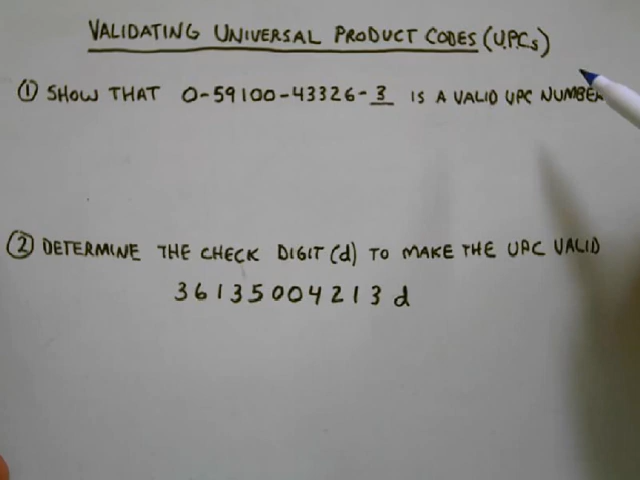 VALIDATING UNIVERSAL PRODUCT CODES (U.P.C.s)
① SHOW THAT 0-59100-43326-3 IS A VALID UPC NUMBER
② DETERMINE THE CHECK DIGIT (d) TO MAKE THE UPC VALID
36135004213d